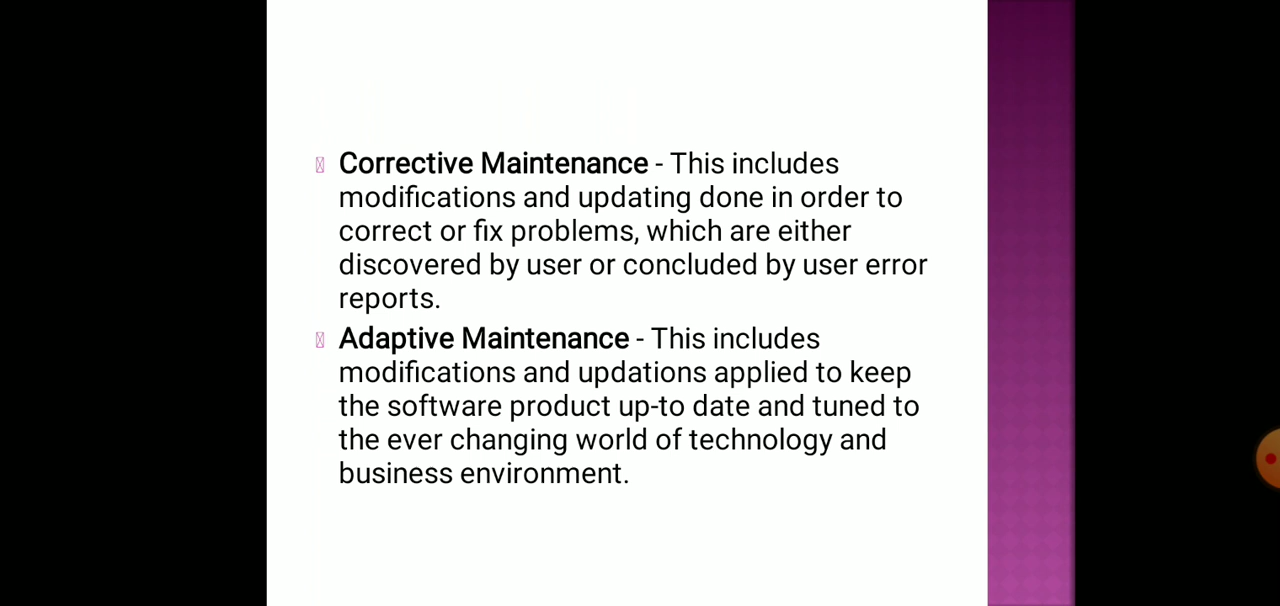 Corrective Maintenance - This includes
modifications and updating done in order to
correct or fix problems, which are either
discovered by user or concluded by user error
reports.
Adaptive Maintenance - This includes
modifications and updations applied to keep
the software product up-to date and tuned to
the ever changing world of technology and
business environment.